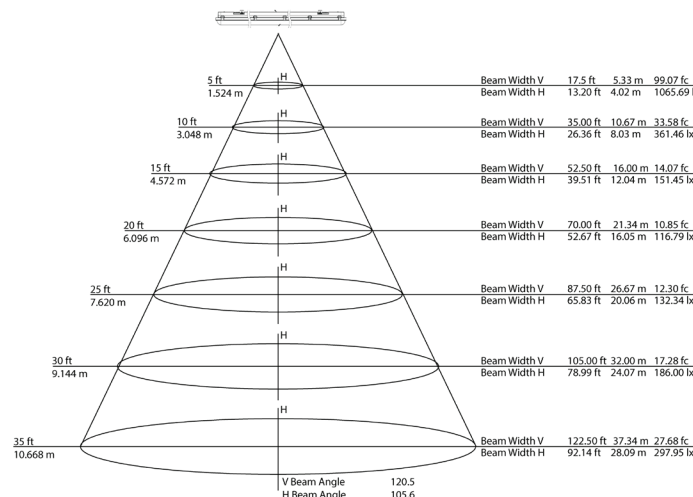 H
5 ft Beam Width V 17.5 ft 5.33 m 99.07 fc
1.524 m Beam Width H 13.20 ft 4.02 m 1065.69 lx
H
10 ft Beam Width V 35.00 ft 10.67 m 33.58 fc
3.048 m Beam Width H 26.36 ft 8.03 m 361.46 lx
H
15 ft Beam Width V 52.50 ft 16.00 m 14.07 fc
4.572 m Beam Width H 39.51 ft 12.04 m 151.45 lx
H
20 ft Beam Width V 70.00 ft 21.34 m 10.85 fc
6.096 m Beam Width H 52.67 ft 16.05 m 116.79 lx
H
25 ft Beam Width V 87.50 ft 26.67 m 12.30 fc
7.620 m Beam Width H 65.83 ft 20.06 m 132.34 lx
H
30 ft Beam Width V 105.00 ft 32.00 m 17.28 fc
9.144 m Beam Width H 78.99 ft 24.07 m 186.00 lx
H
35 ft Beam Width V 122.50 ft 37.34 m 27.68 fc
10.668 m Beam Width H 92.14 ft 28.09 m 297.95 lx
V Beam Angle 120.5
H Beam Angle 105.6